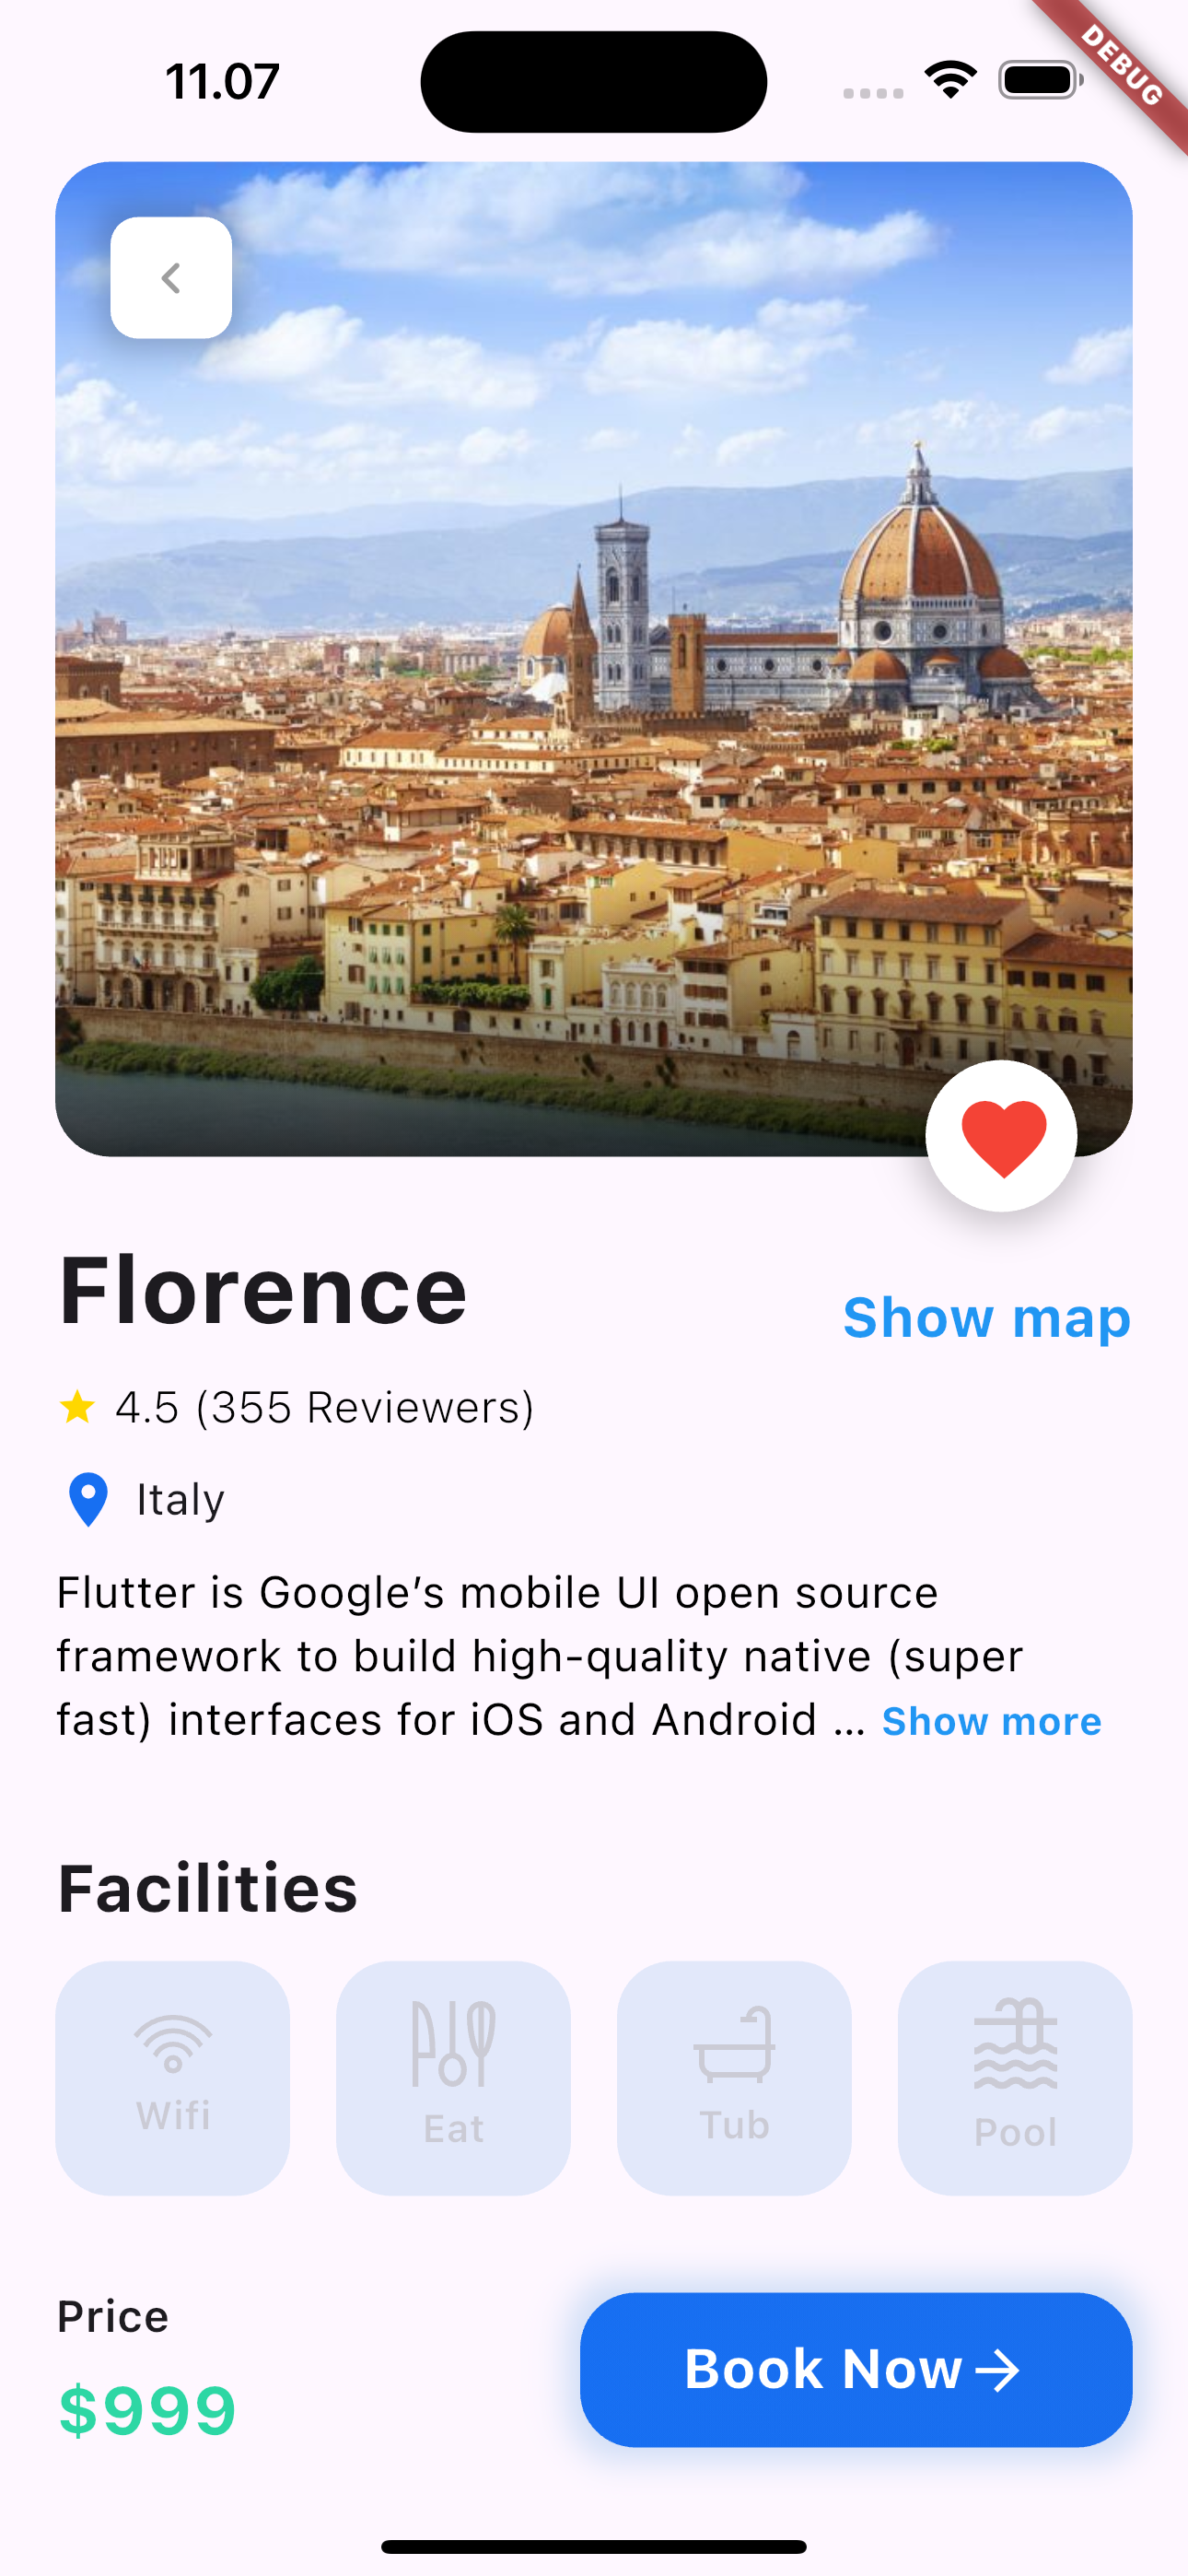 11.07
DEBUG
Florence
Show map
4.5 (355 Reviewers)
Italy
Flutter is Google’s mobile UI open source
framework to build high-quality native (super
fast) interfaces for iOS and Android ... Show more
Facilities
Wifi
Eat
Tub
Pool
Price
$999
Book Now